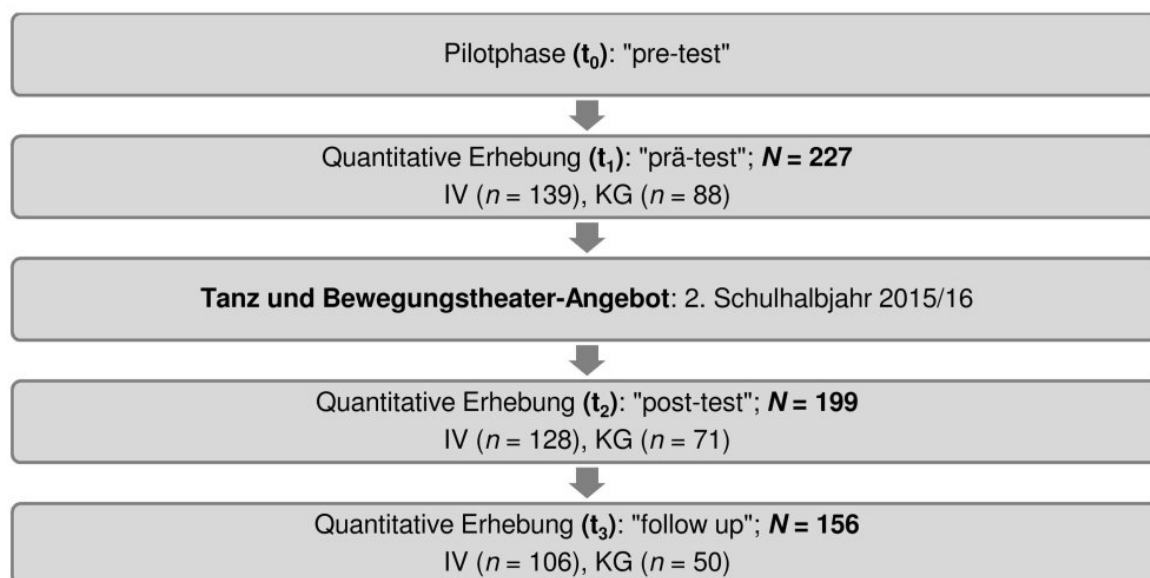 Pilotphase (t₀): "pre-test"
Quantitative Erhebung (t₁): "prä-test"; N = 227
IV (n = 139), KG (n = 88)
Tanz und Bewegungstheater-Angebot: 2. Schulhalbjahr 2015/16
Quantitative Erhebung (t₂): "post-test"; N = 199
IV (n = 128), KG (n = 71)
Quantitative Erhebung (t₃): "follow up"; N = 156
IV (n = 106), KG (n = 50)